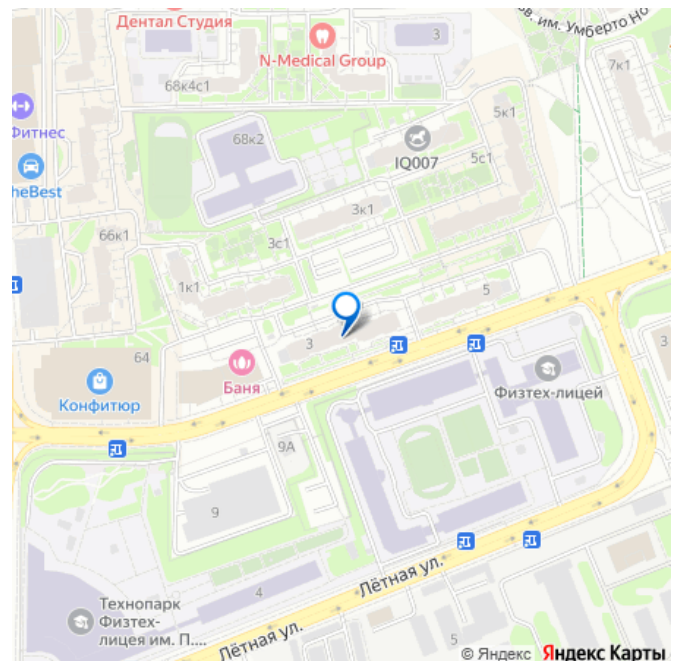 Дентал Студия
ов. им. Умберто Но
N-Medical Group
3
68к4с1
7к1
Фитнес
5к1
68к2
IQ007
5с1
heBest
3к1
66к1
3с1
1к1
5
3
3
64
Баня
Физтех-лицей
Конфитюр
9А
9
4
Лётная ул.
Технопарк
Физтех-
лицея им. П....
Лётная ул.
5
© Яндекс Яндекс Карты